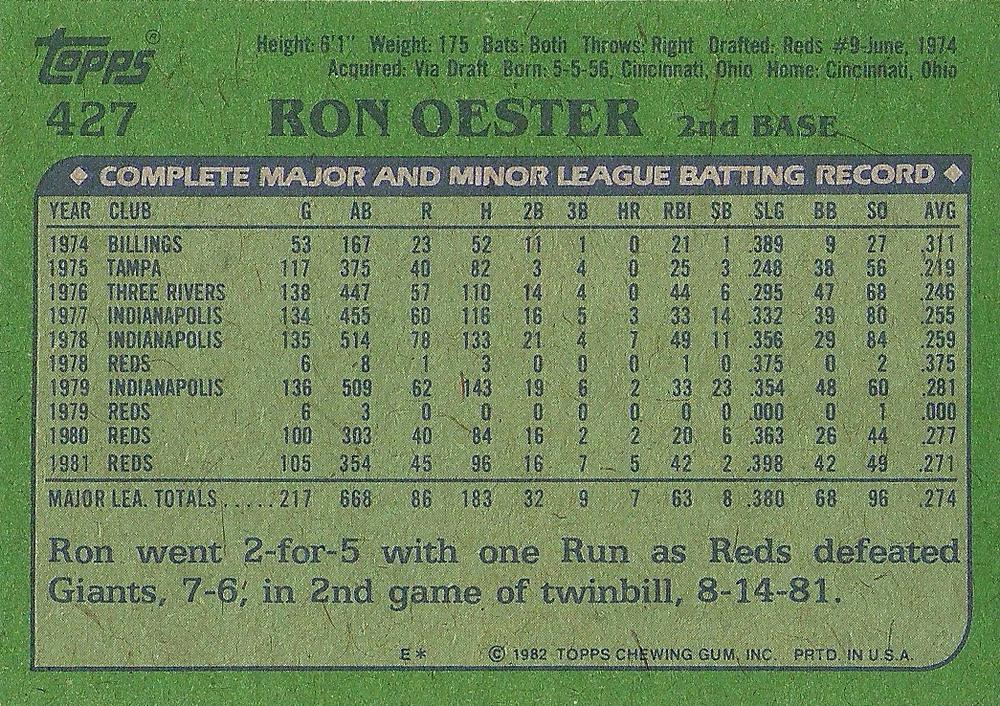 Topps®
427
Height: 6'1" Weight: 175 Bats: Both Throws: Right Drafted: Reds #9-June, 1974
Acquired: Via Draft Born: 5-5-56, Cincinnati, Ohio Home: Cincinnati, Ohio
RON OESTER 2nd BASE
◆ COMPLETE MAJOR AND MINOR LEAGUE BATTING RECORD ◆
YEAR CLUB G AB R H 2B 3B HR RBI SB SLG BB SO AVG
1974 BILLINGS 53 167 23 52 11 1 0 21 1 .389 9 27 .311
1975 TAMPA 117 375 40 82 3 4 0 25 3 .248 38 56 .219
1976 THREE RIVERS 138 447 57 110 14 4 0 44 6 .295 47 68 .246
1977 INDIANAPOLIS 134 455 60 116 16 5 3 33 14 .332 39 80 .255
1978 INDIANAPOLIS 135 514 78 133 21 4 7 49 11 .356 29 84 .259
1978 REDS 6 8 1 3 0 0 0 1 0 .375 0 2 .375
1979 INDIANAPOLIS 136 509 62 143 19 6 2 33 23 .354 48 60 .281
1979 REDS 6 3 0 0 0 0 0 0 0 .000 0 1 .000
1980 REDS 100 303 40 84 16 2 2 20 6 .363 26 44 .277
1981 REDS 105 354 45 96 16 7 5 42 2 .398 42 49 .271
MAJOR LEA. TOTALS.....217 668 86 183 32 9 7 63 8 .380 68 96 .274
Ron went 2-for-5 with one Run as Reds defeated
Giants, 7-6, in 2nd game of twinbill, 8-14-81.
E* © 1982 TOPPS CHEWING GUM, INC. PRTD. IN U.S.A.